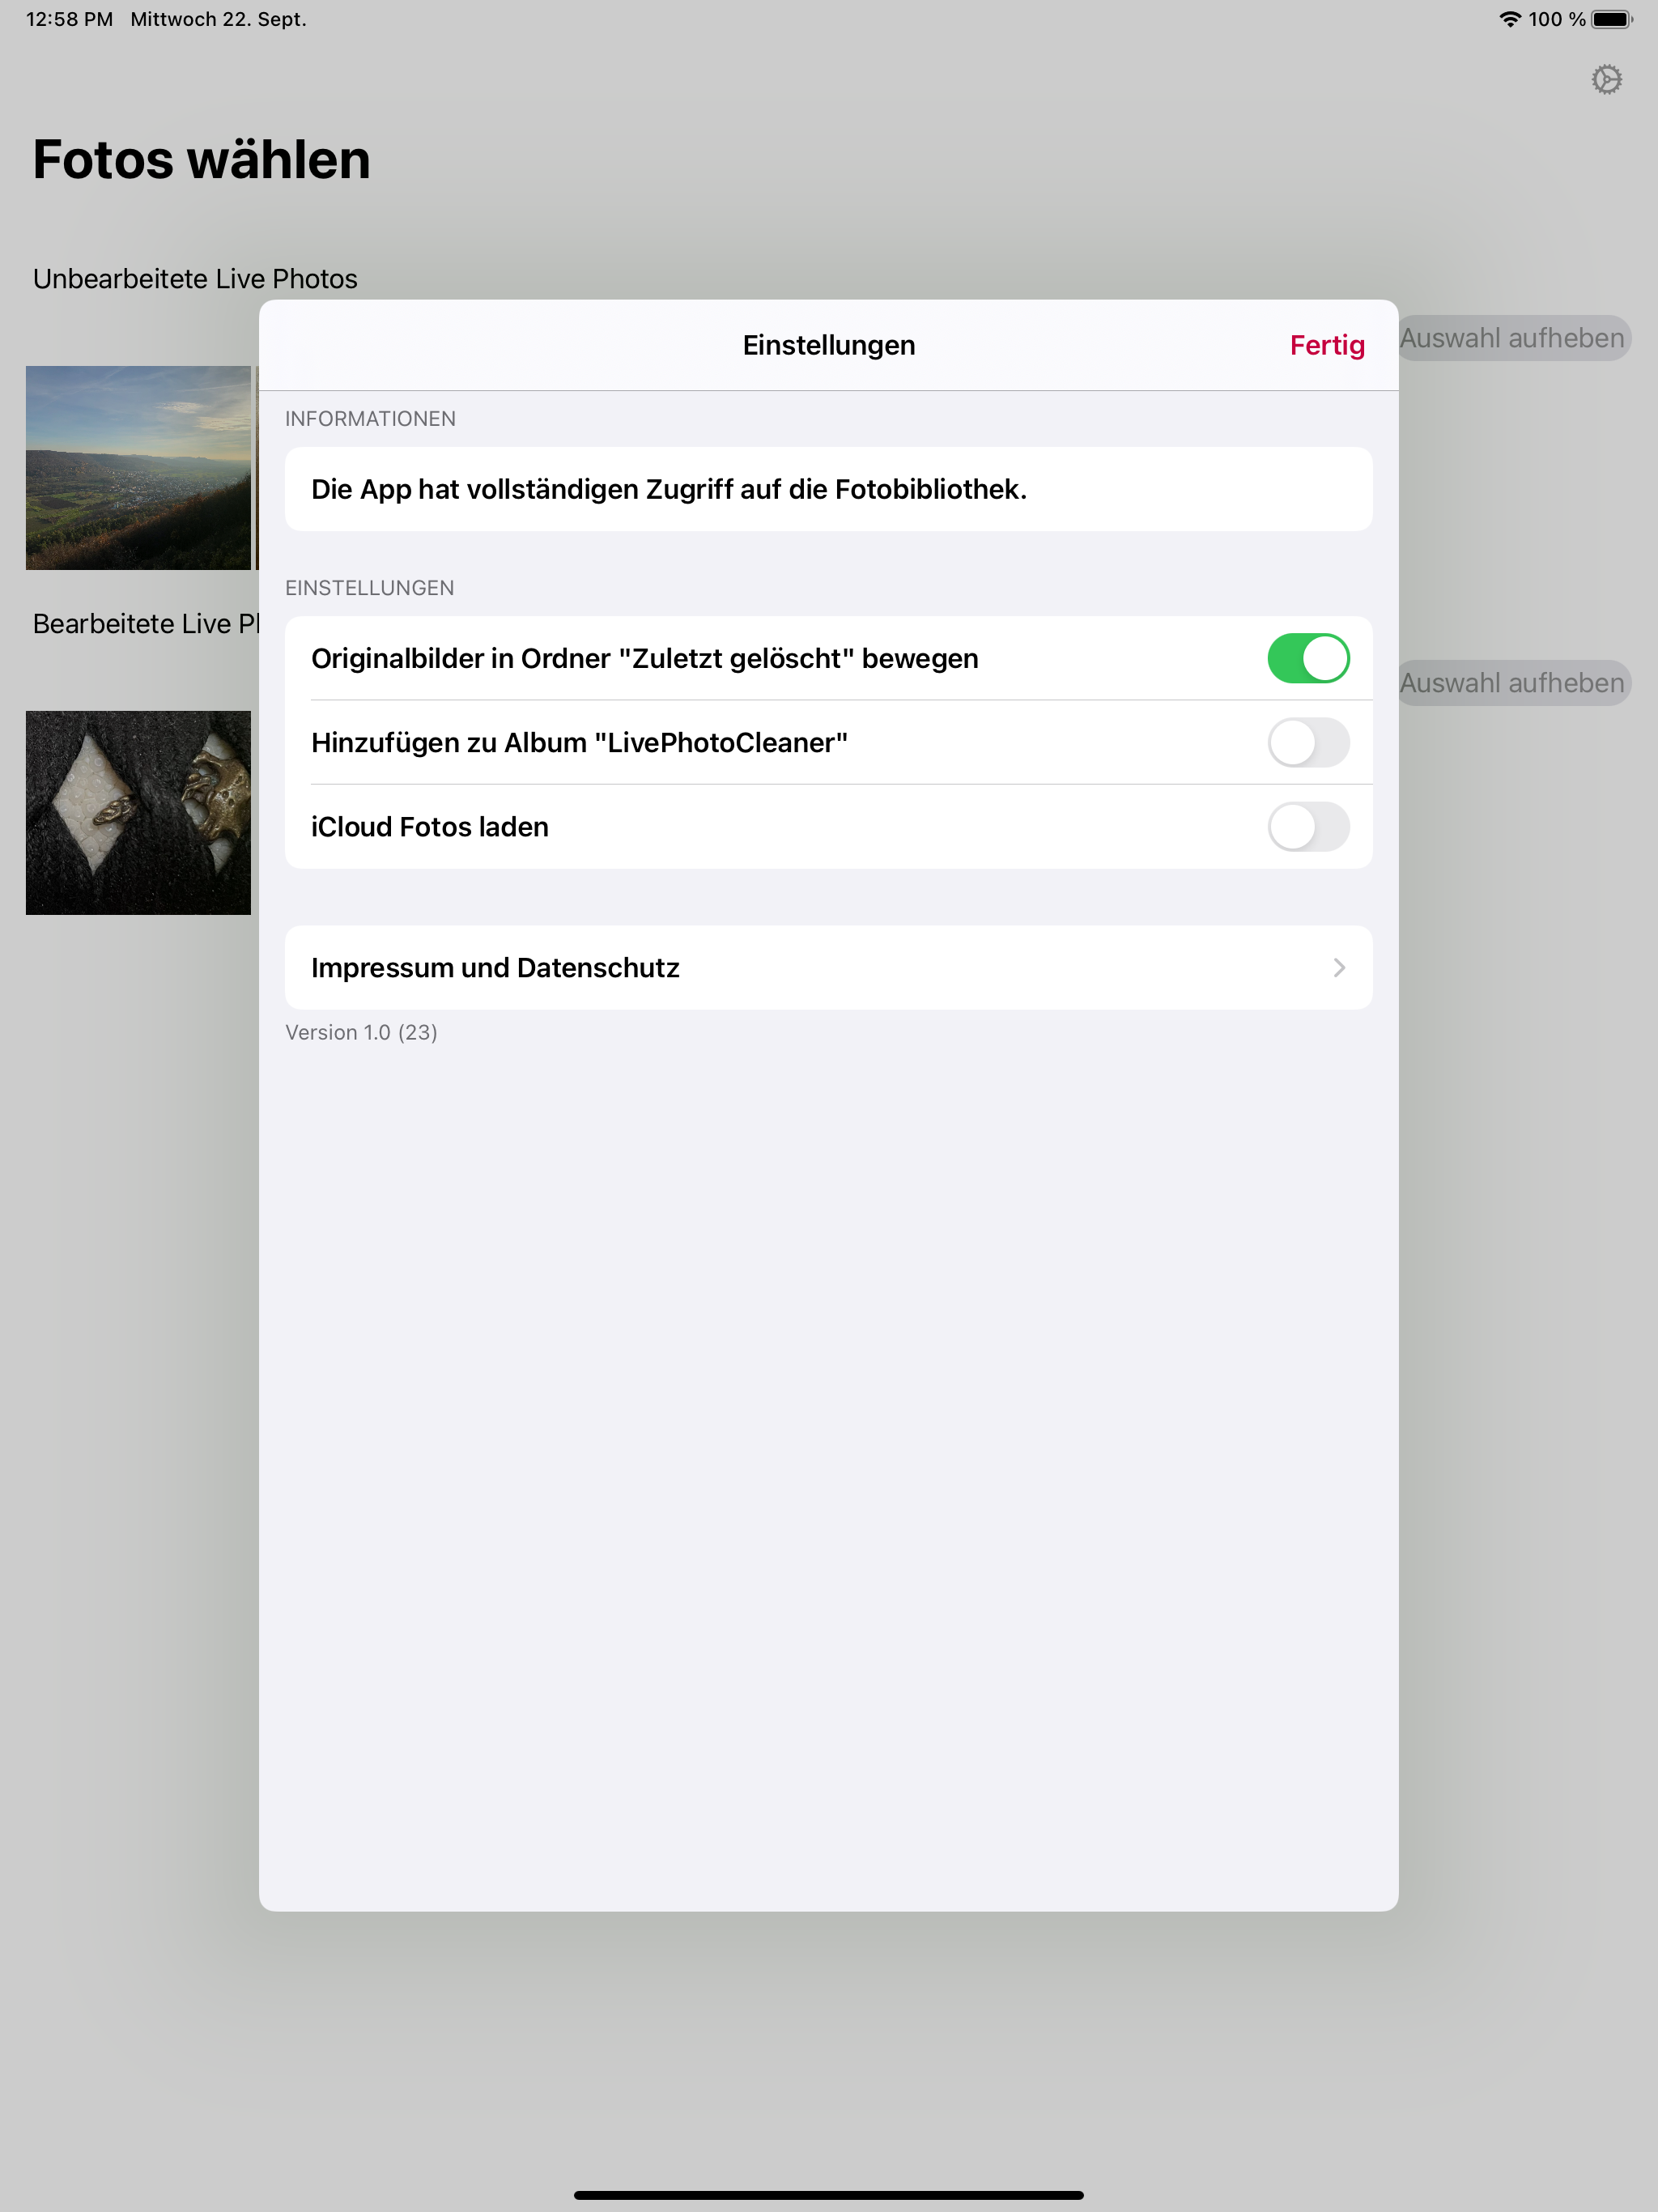 12:58 PM Mittwoch 22. Sept. 100 %
Fotos wählen
Unbearbeitete Live Photos
Auswahl aufheben
Einstellungen Fertig
INFORMATIONEN
Die App hat vollständigen Zugriff auf die Fotobibliothek.
EINSTELLUNGEN
Bearbeitete Live
Originalbilder in Ordner "Zuletzt gelöscht" bewegen
Auswahl aufheben
Hinzufügen zu Album "LivePhotoCleaner"
iCloud Fotos laden
Impressum und Datenschutz
Version 1.0 (23)